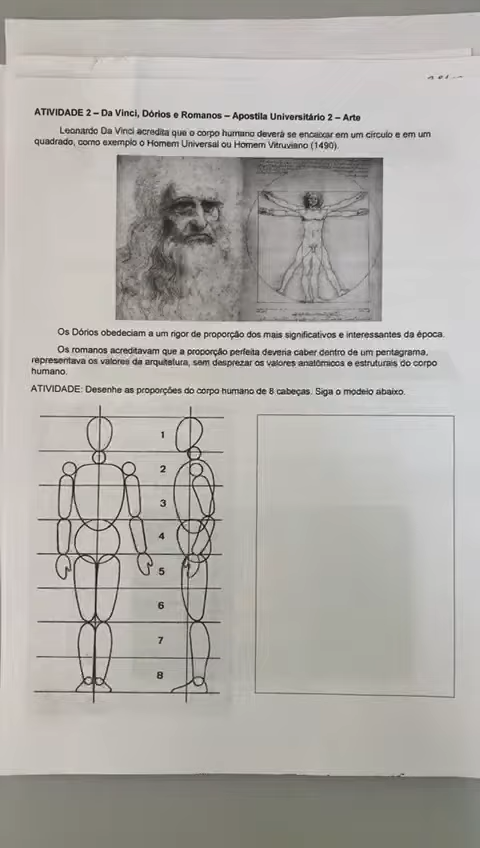 ATIVIDADE 2 – Da Vinci, Dórios e Romanos – Apostila Universitário 2 – Arte
Leonardo Da Vinci acredita que o corpo humano deverá se encaixar em um círculo e em um
quadrado, como exemplo o Homem Universal ou Homem Vitruviano (1490).
Os Dórios obedeciam a um rigor de proporção dos mais significativos e interessantes da época.
Os romanos acreditavam que a proporção perfeita deveria caber dentro de um pentagrama,
representava os valores da arquitetura, sem desprezar os valores anatômicos e estruturais do corpo
humano.
ATIVIDADE: Desenhe as proporções do corpo humano de 8 cabeças. Siga o modelo abaixo.
1
2
3
4
5
6
7
8